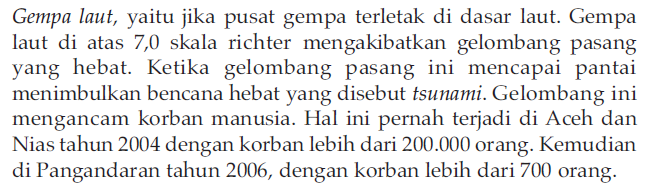 Gempa laut, yaitu jika pusat gempa terletak di dasar laut. Gempa
laut di atas 7,0 skala richter mengakibatkan gelombang pasang
yang hebat. Ketika gelombang pasang ini mencapai pantai
menimbulkan bencana hebat yang disebut tsunami. Gelombang ini
mengancam korban manusia. Hal ini pernah terjadi di Aceh dan
Nias tahun 2004 dengan korban lebih dari 200.000 orang. Kemudian
di Pangandaran tahun 2006, dengan korban lebih dari 700 orang.